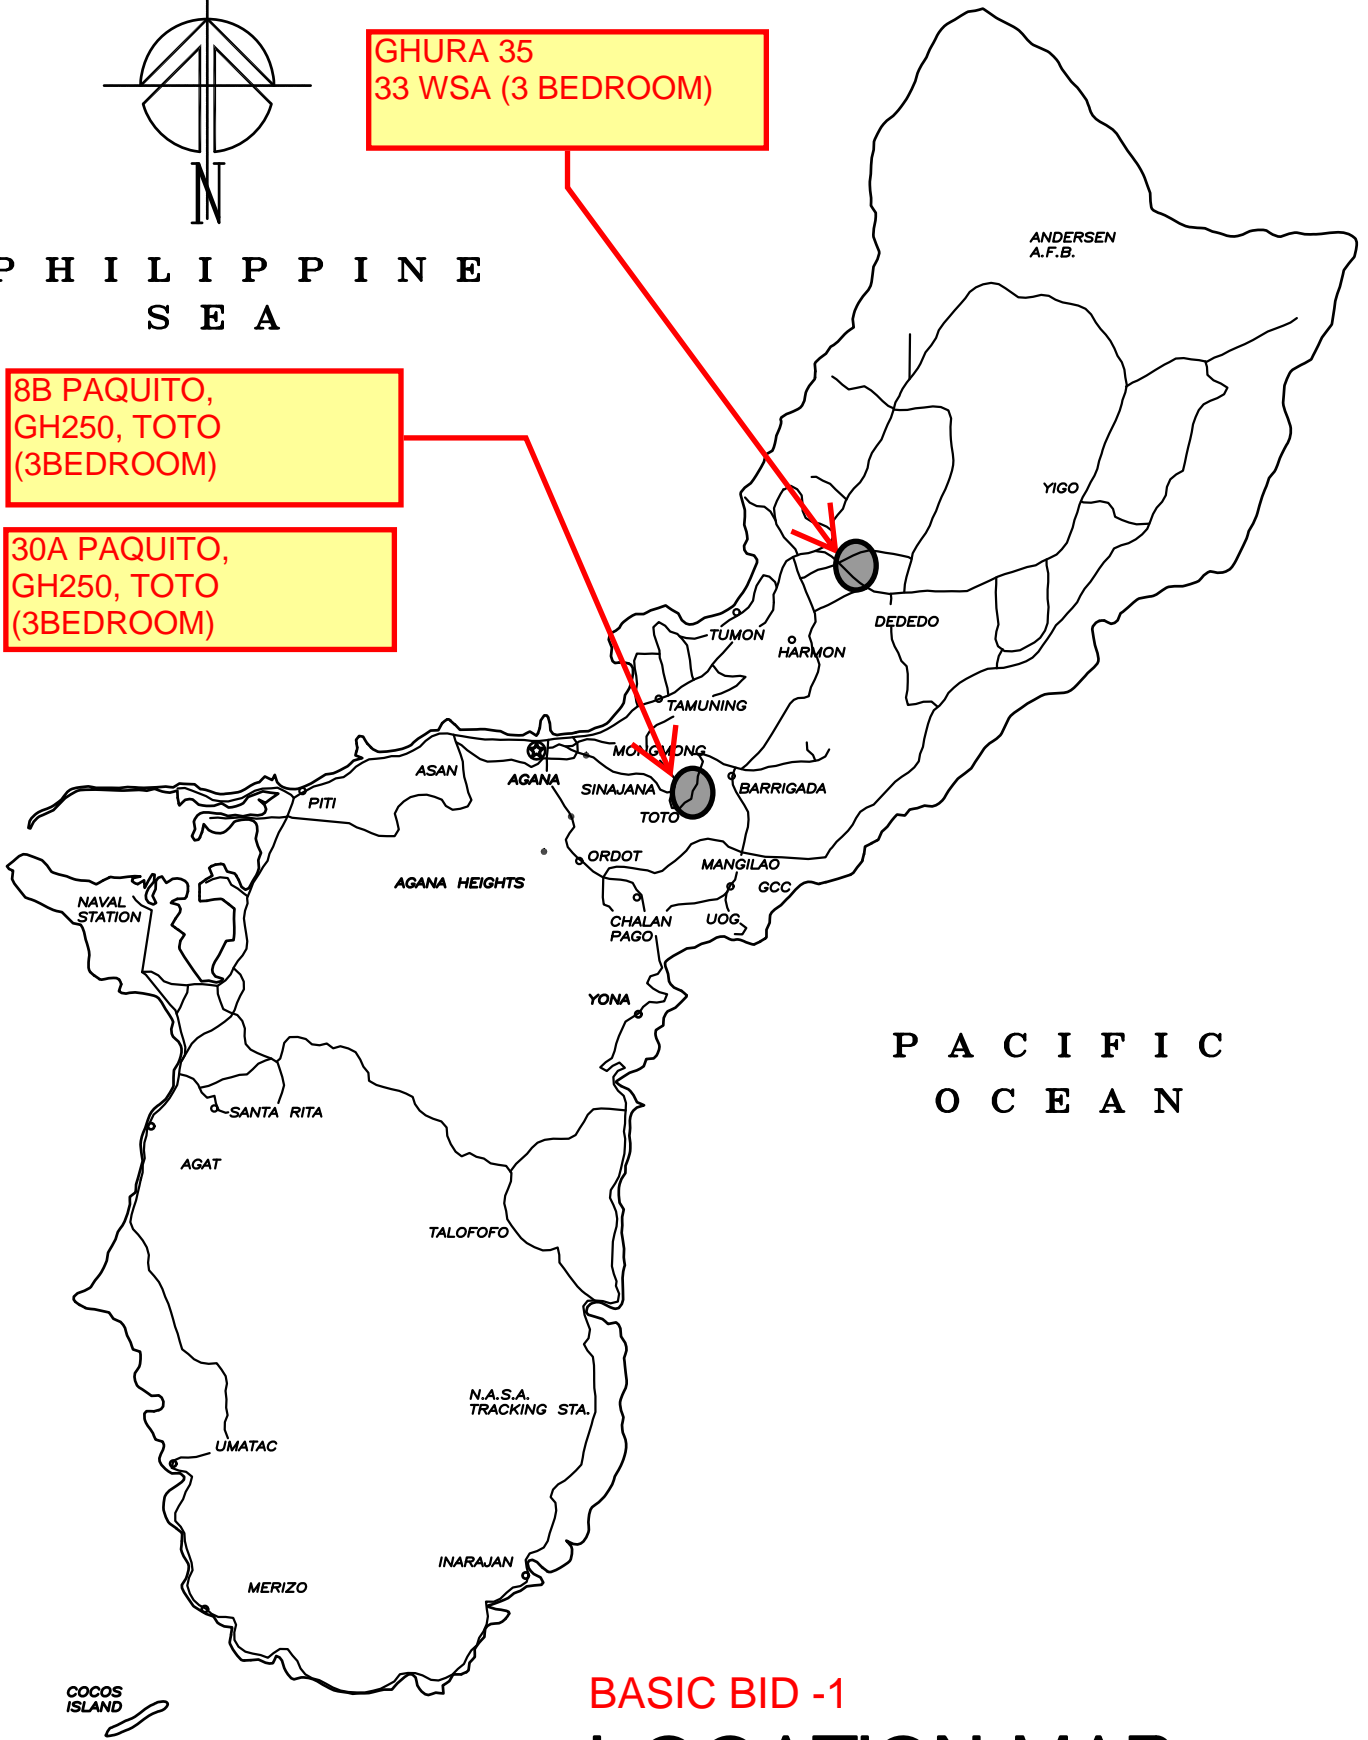 GHURA 35
33 WSA (3 BEDROOM)
N
PHILIPPINE
SEA
ANDERSEN
A.F.B.
8B PAQUITO,
GH250, TOTO
(3BEDROOM)
30A PAQUITO,
GH250, TOTO
(3BEDROOM)
YIGO
DEDEDO
TUMON
HARMON
TAMUNING
MONGMONG
ASAN
AGANA
SINAJANA
BARRIGADA
PITI
TOTO
ORDOT
MANGILAO
AGANA HEIGHTS
GCC
NAVAL
STATION
CHALAN
PAGO
UOG
YONA
PACIFIC
OCEAN
SANTA RITA
AGAT
TALOFOFO
N.A.S.A.
TRACKING STA.
UMATAC
INARAJAN
MERIZO
COCOS
ISLAND
BASIC BID -1
LOCATION MAP